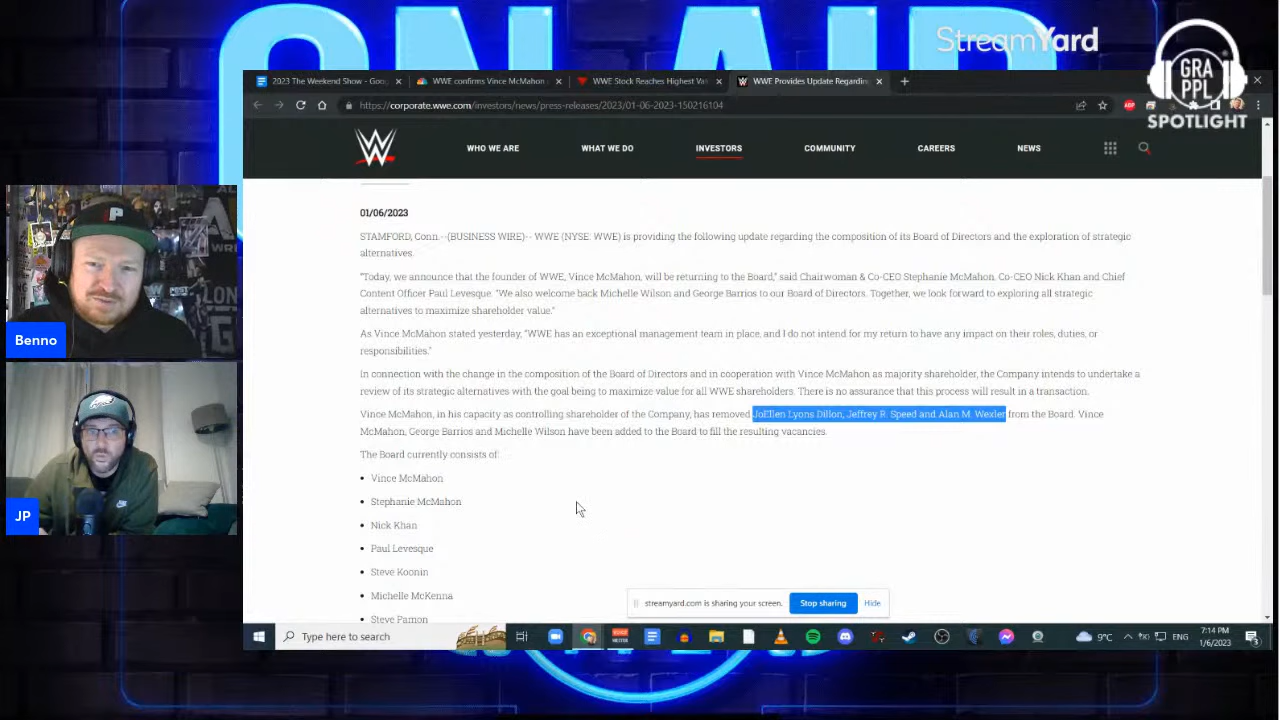 ON AIR
StreamYard
GRA
PPL
SPOTLIGHT
2023 The Weekend Show - Goo
WWE confirms Vince McMahon
WWE Stock Reaches Highest Va
WWE Provides Update Regardin
https://corporate.wwe.com/investors/news/press-releases/2023/01-06-2023-150216104
WHO WE ARE
WHAT WE DO
INVESTORS
COMMUNITY
CAREERS
NEWS
01/06/2023
STAMFORD, Conn.--(BUSINESS WIRE)-- WWE (NYSE: WWE) is providing the following update regarding the composition of its Board of Directors and the exploration of strategic
alternatives.
"Today, we announce that the founder of WWE, Vince McMahon, will be returning to the Board," said Chairwoman & Co-CEO Stephanie McMahon, Co-CEO Nick Khan and Chief
Content Officer Paul Levesque. "We also welcome back Michelle Wilson and George Barrios to our Board of Directors. Together, we look forward to exploring all strategic
alternatives to maximize shareholder value."
As Vince McMahon stated yesterday, "WWE has an exceptional management team in place, and I do not intend for my return to have any impact on their roles, duties, or
responsibilities."
In connection with the change in the composition of the Board of Directors and in cooperation with Vince McMahon as majority shareholder, the Company intends to undertake a
review of its strategic alternatives with the goal being to maximize value for all WWE shareholders. There is no assurance that this process will result in a transaction.
Vince McMahon, in his capacity as controlling shareholder of the Company, has removed JoEllen Lyons Dillon, Jeffrey R. Speed and Alan M. Wexler from the Board. Vince
McMahon, George Barrios and Michelle Wilson have been added to the Board to fill the resulting vacancies.
The Board currently consists of:
• Vince McMahon
• Stephanie McMahon
• Nick Khan
• Paul Levesque
• Steve Koonin
• Michelle McKenna
• Steve Pamon
Benno
JP
streamyard.com is sharing your screen.
Stop sharing
Hide
Type here to search
9°C
ENG
7:14 PM
1/6/2023